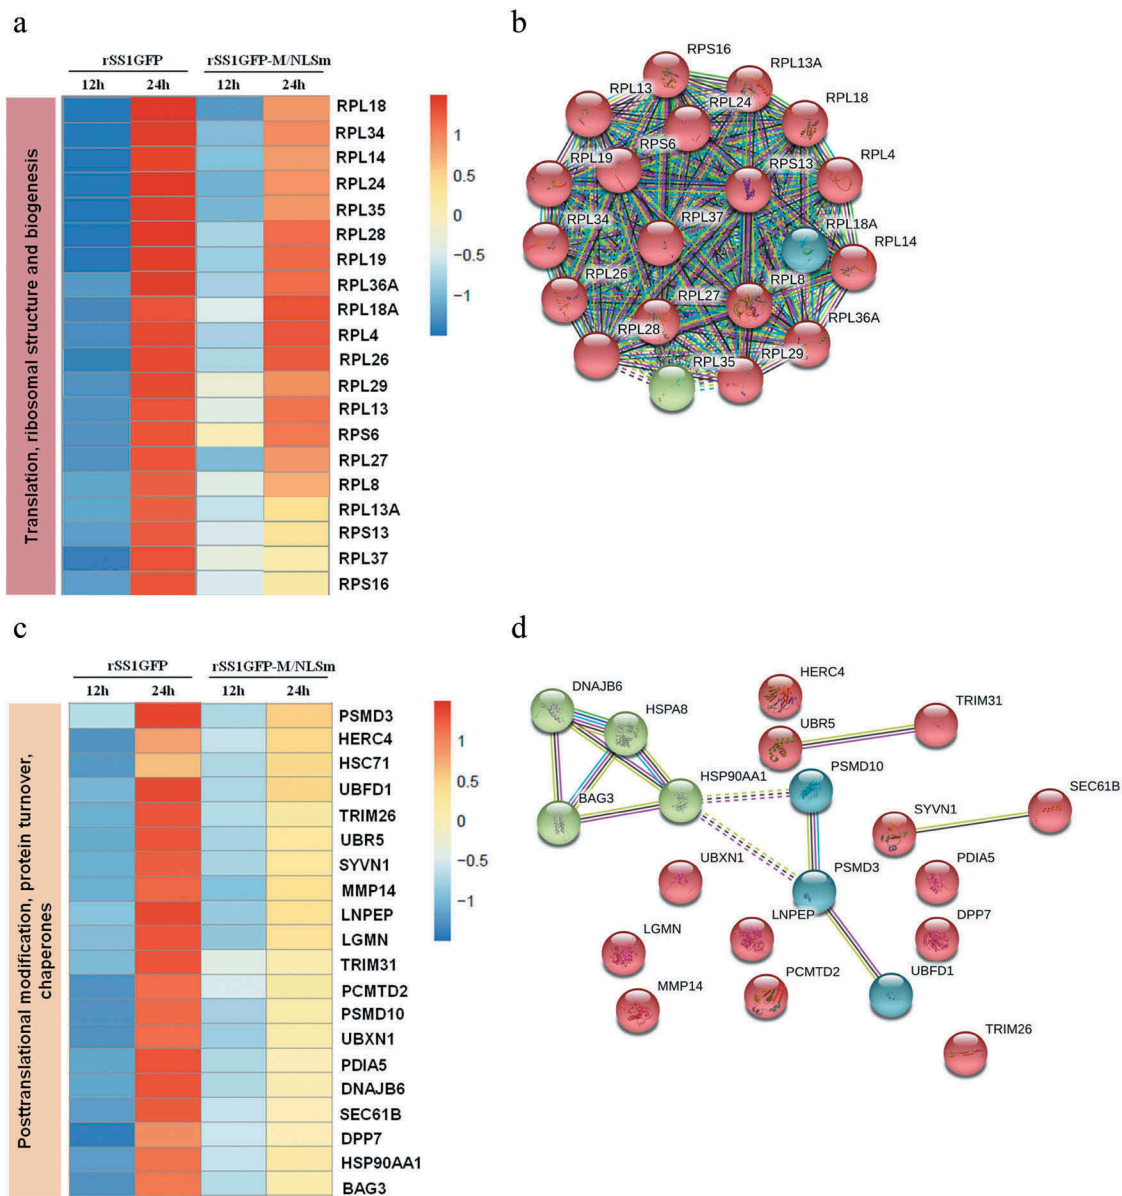 a
rSS1GFP rSS1GFP-M/NLSm
12h 24h 12h 24h
Translation, ribosomal structure and biogenesis
RPL18
RPL34
RPL14
RPL24
RPL35
RPL28
RPL19
RPL36A
RPL18A
RPL4
RPL26
RPL29
RPL13
RPS6
RPL27
RPL8
RPL13A
RPS13
RPL37
RPS16
1
0.5
0
−0.5
−1
b
RPS16
RPL13A
RPL13
RPL24
RPL18
RPS6
RPL19
RPS13
RPL4
RPL34
RPL37
RPL18A
RPL14
RPL26
RPL8
RPL27
RPL36A
RPL28
RPL29
RPL35
c
rSS1GFP rSS1GFP-M/NLSm
12h 24h 12h 24h
Posttranslational modification, protein turnover,
chaperones
PSMD3
HERC4
HSC71
UBFD1
TRIM26
UBR5
SYVN1
MMP14
LNPEP
LGMN
TRIM31
PCMTD2
PSMD10
UBXN1
PDIA5
DNAJB6
SEC61B
DPP7
HSP90AA1
BAG3
1
0.5
0
−0.5
−1
d
HERC4
DNAJB6
HSPA8
TRIM31
UBR5
HSP90AA1
PSMD10
SEC61B
BAG3
SYVN1
UBXN1
PSMD3
PDIA5
LNPEP
DPP7
LGMN
PCMTD2
UBFD1
MMP14
TRIM26